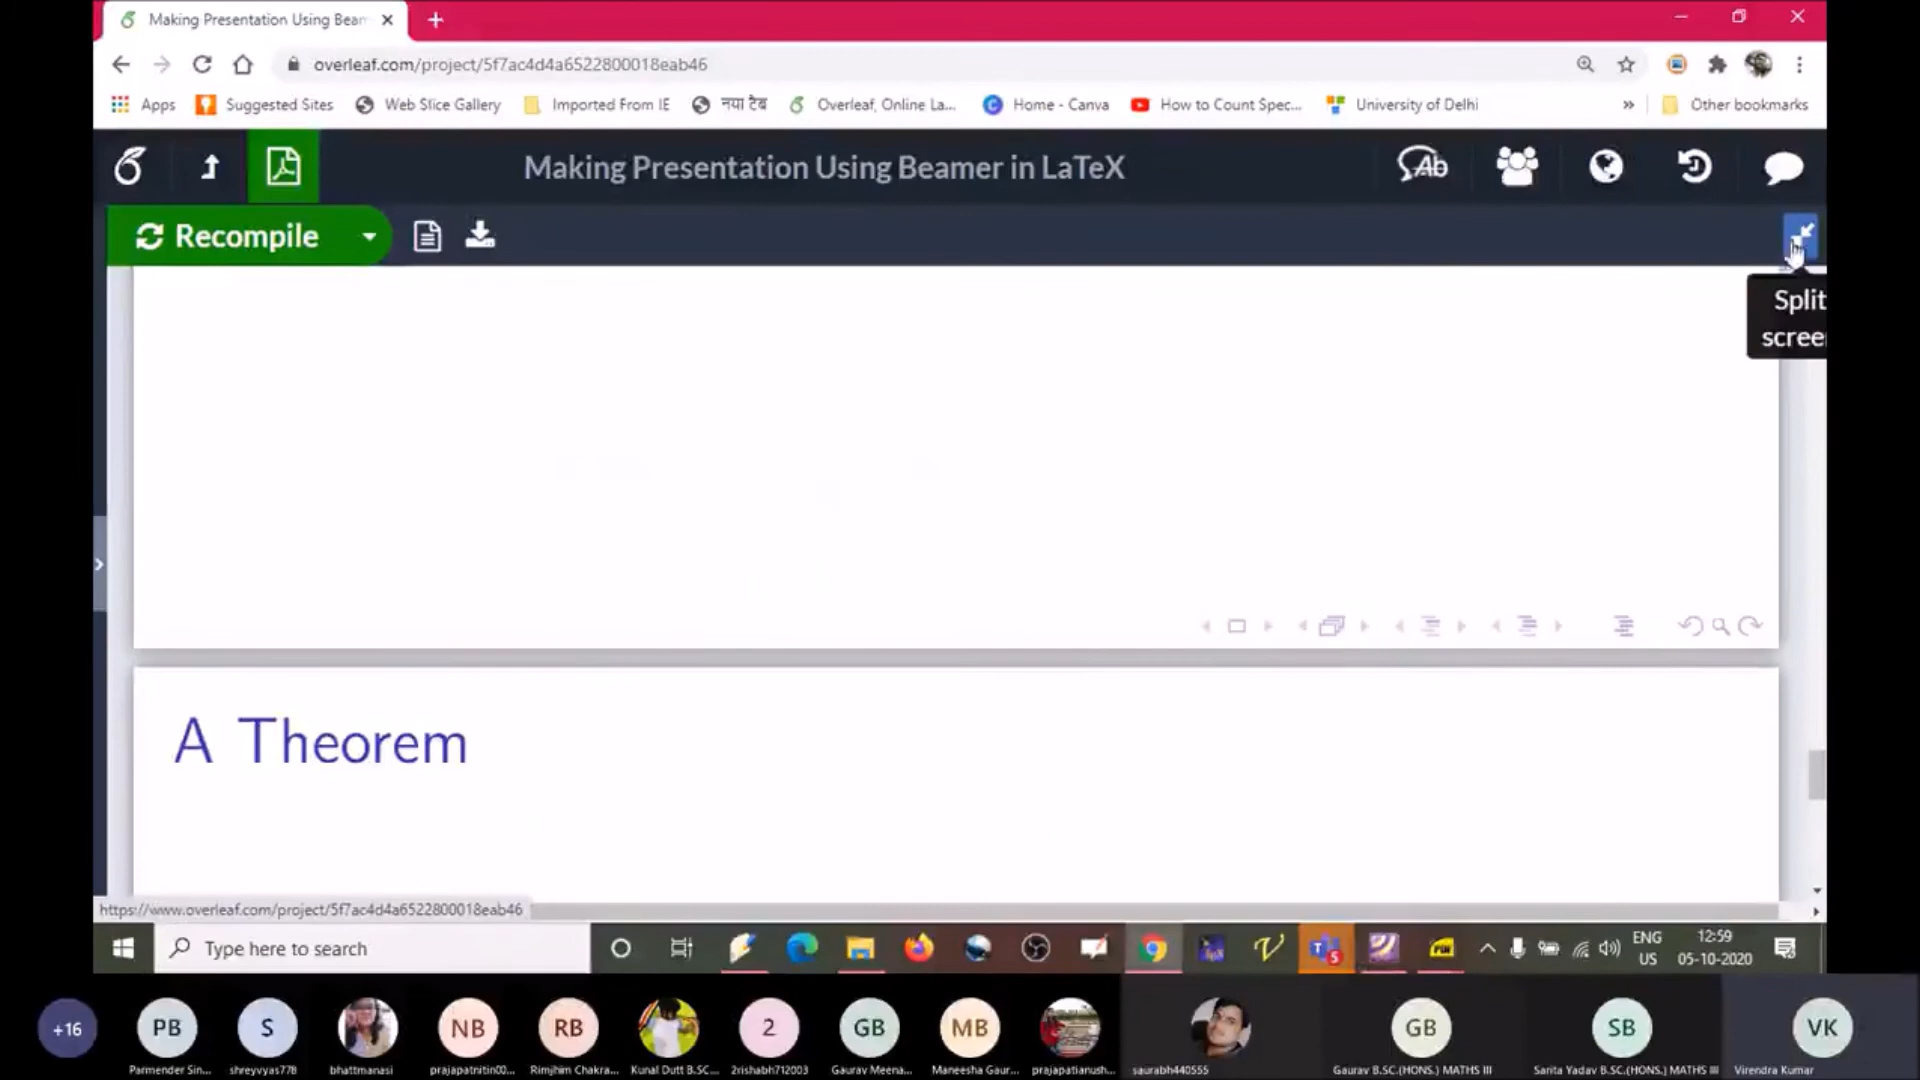 Making Presentation Using Bear
overleaf.com/project/5f7ac4d4a6522800018eab46
Apps Suggested Sites Web Slice Gallery Imported From IE नया टैब Overleaf, Online La... Home - Canva How to Count Spec... University of Delhi » Other bookmarks
Making Presentation Using Beamer in LaTeX
Ab
Recompile
Split
scree
A Theorem
https://www.overleaf.com/project/5f7ac4d4a6522800018eab46
Type here to search
ENG
US
12:59
05-10-2020
+16 PB S NB RB 2 GB MB GB SB VK
Parmender Sin... shreyvyas778 bhattmanasi prajapatnitin00... Rimjhim Chakra... Kunal Dutt B.SC... 2rishabh712003 Gaurav Meena... Maneesha Gaur... prajapatianush... saurabh440555 Gaurav B.SC.(HONS.) MATHS III Sarita Yadav B.SC.(HONS.) MATHS III Virendra Kumar